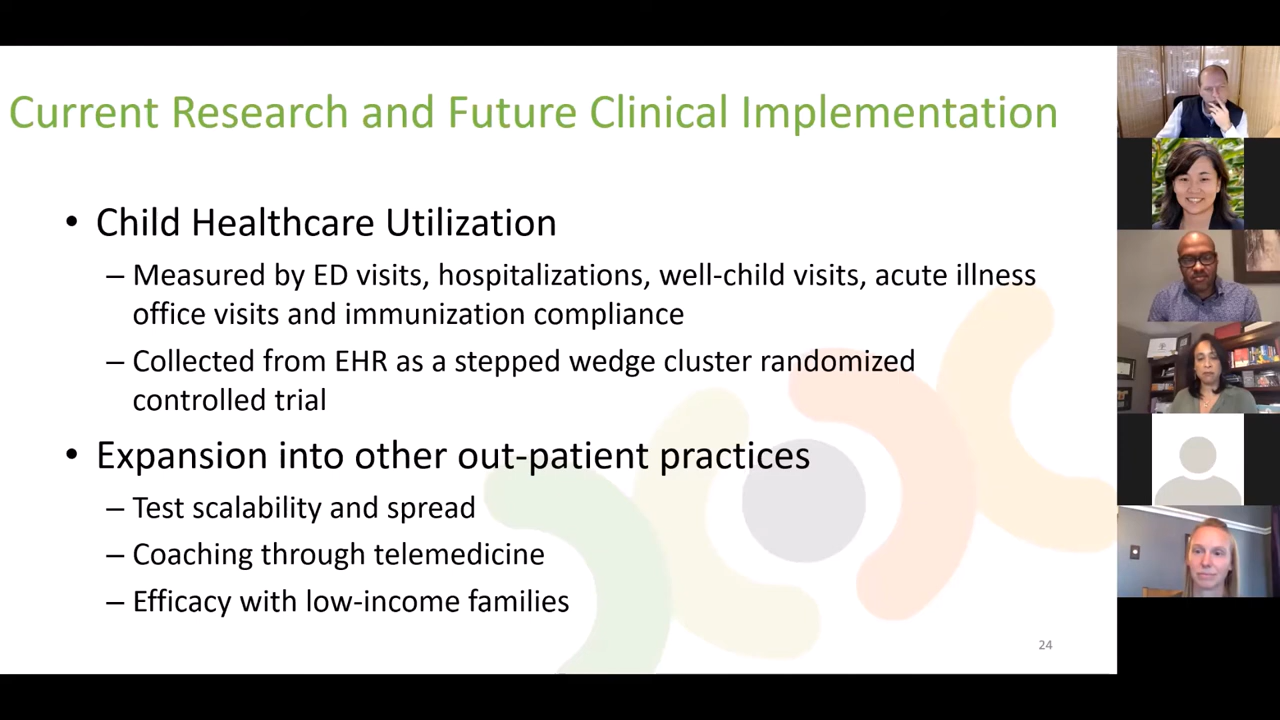 Current Research and Future Clinical Implementation
• Child Healthcare Utilization
– Measured by ED visits, hospitalizations, well-child visits, acute illness
office visits and immunization compliance
– Collected from EHR as a stepped wedge cluster randomized
controlled trial
• Expansion into other out-patient practices
– Test scalability and spread
– Coaching through telemedicine
– Efficacy with low-income families
24